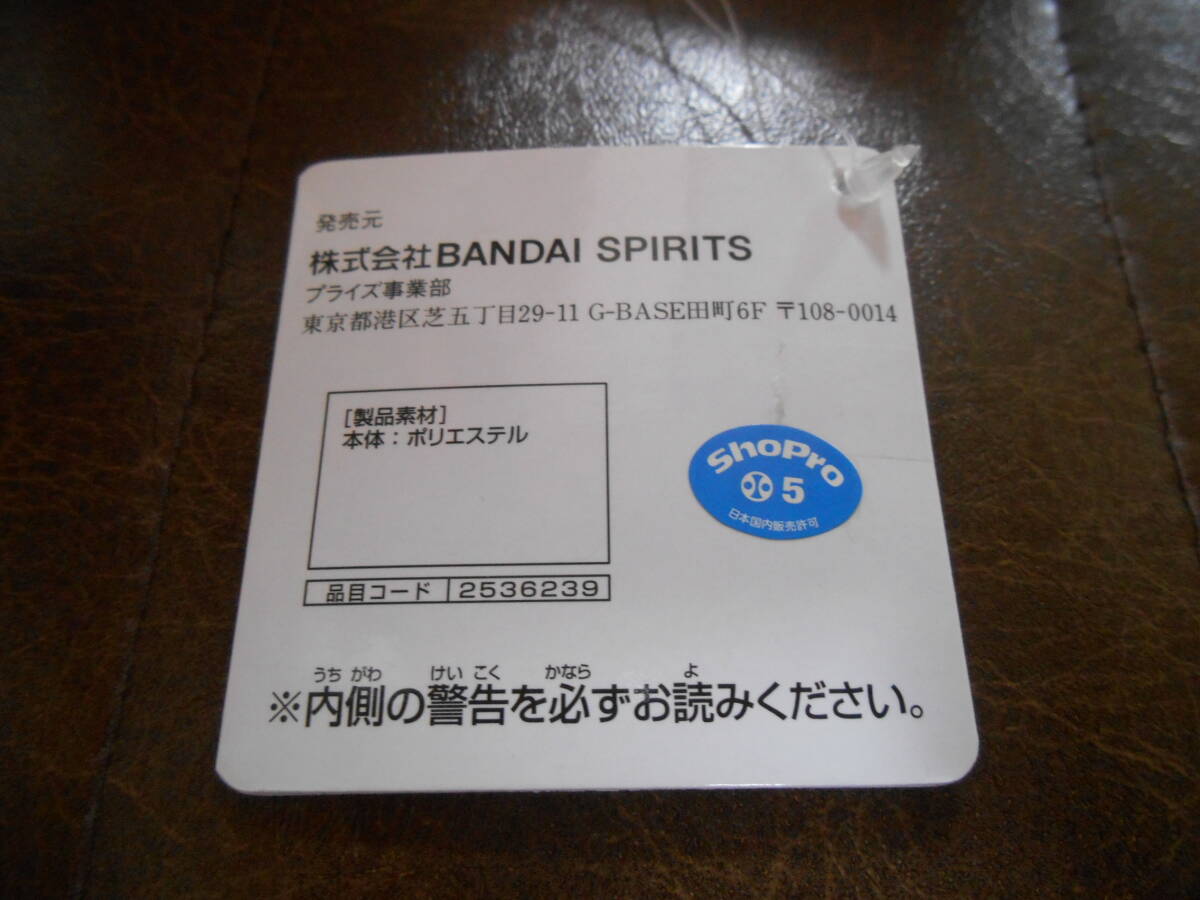 発売元
株式会社BANDAI SPIRITS
プライズ事業部
東京都港区芝五丁目29-11 G-BASE田町6F 〒108-0014
[製品素材]
本体：ポリエステル
ShoPro
5
日本国内販売許可
品目コード 2536239
うち がわ けい こく かなら よ
※内側の警告を必ずお読みください。